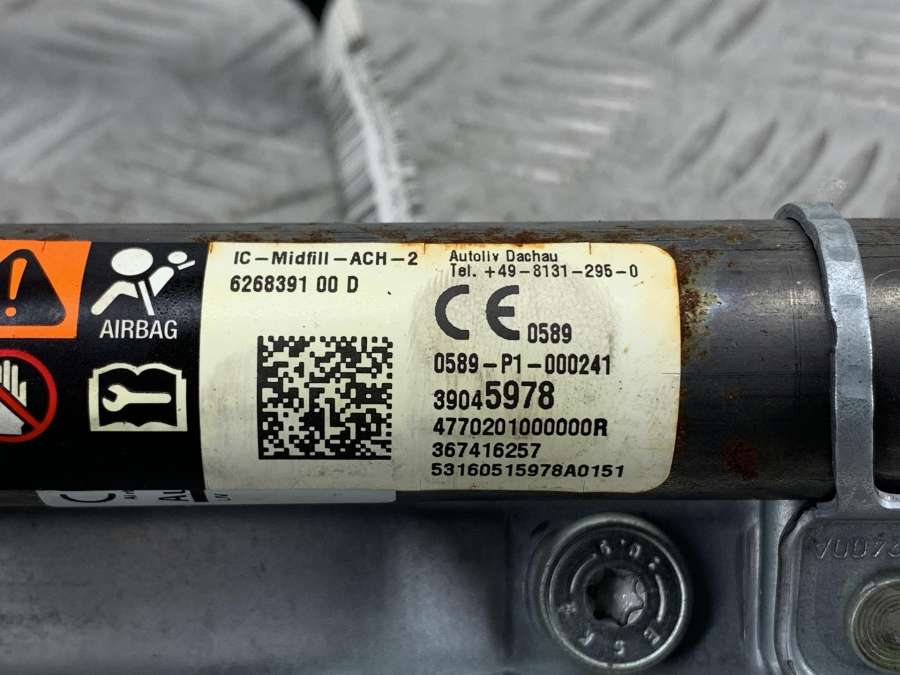 IC-Midfill-ACH-2
6268391 00 D
Autoliv Dachau
Tel. +49-8131-295-0
CE 0589
0589-P1-000241
39045978
4770201000000R
367416257
53160515978A0151
AIRBAG